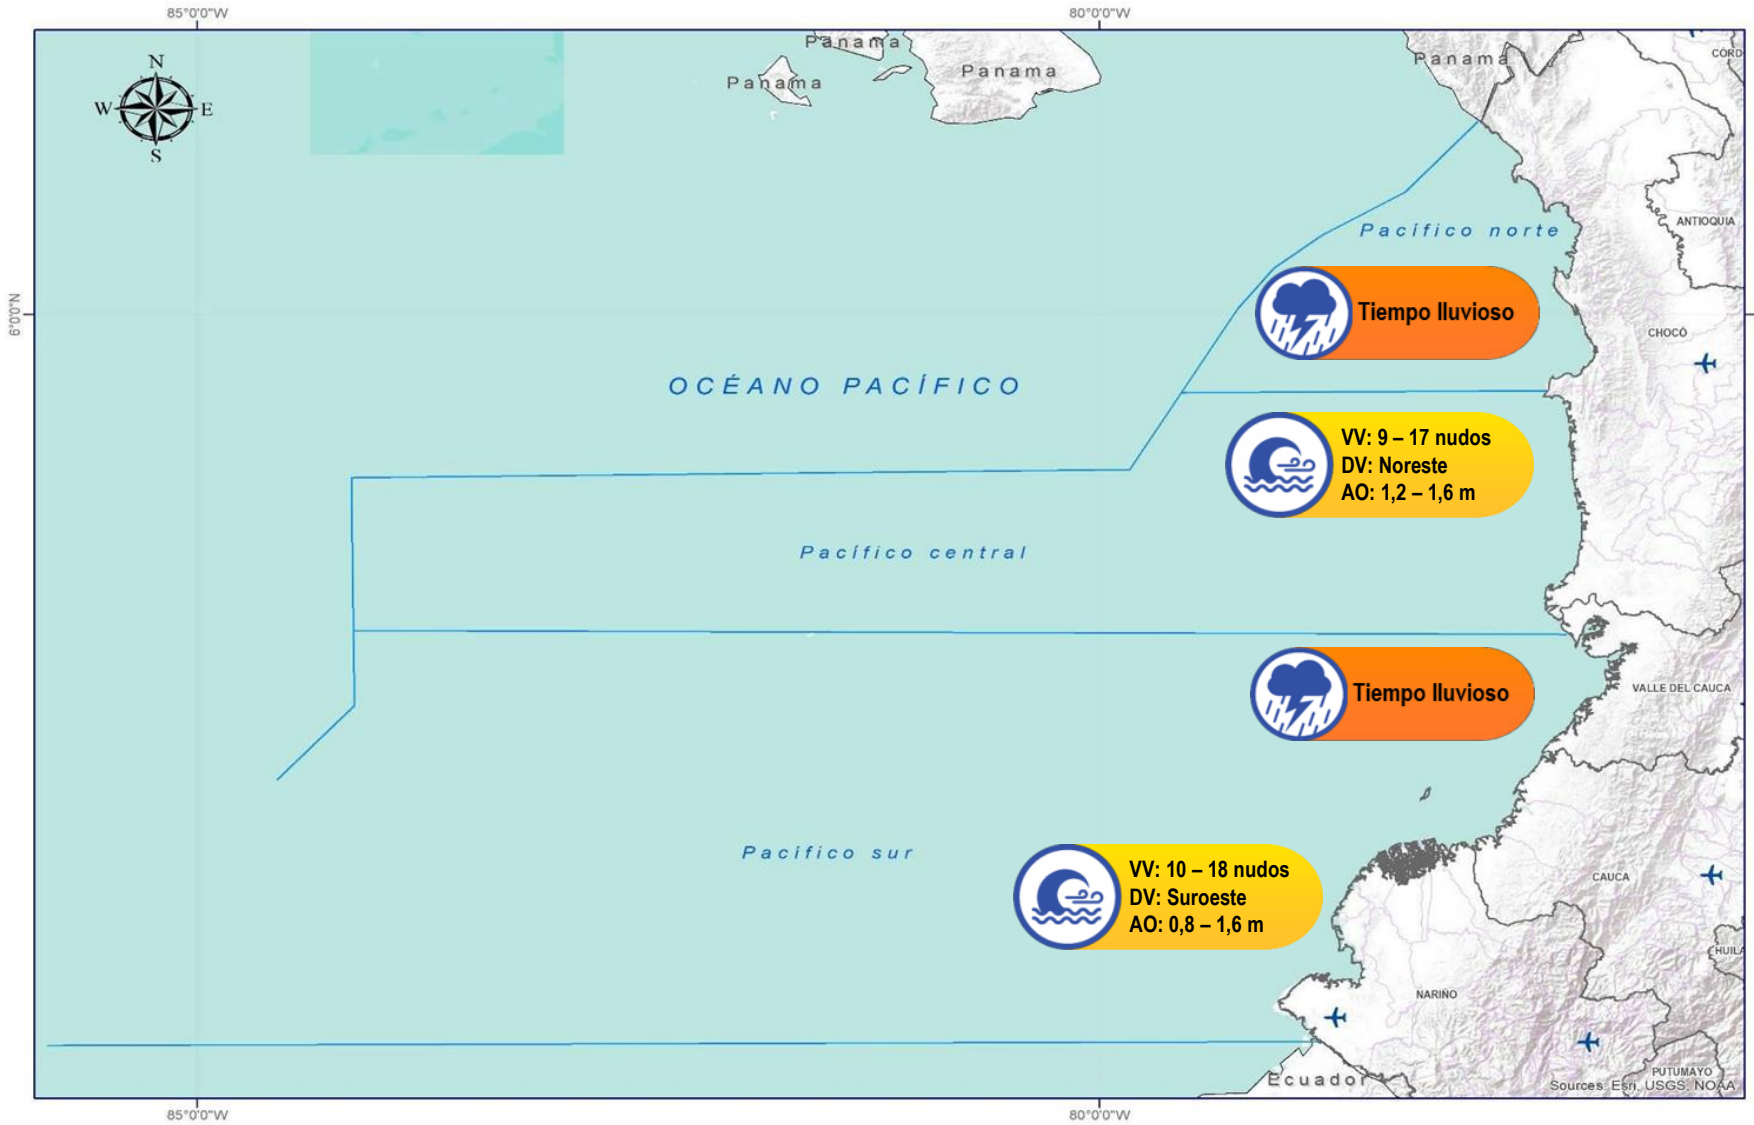 85°0'0"W
80°0'0"W
N
W
E
S
Panama
Panama
Panama
Panama
CÓRD
ANTIOQUIA
Pacífico norte
6°0'0"N
Tiempo lluvioso
CHOCÓ
OCÉANO PACÍFICO
VV: 9 – 17 nudos
DV: Noreste
AO: 1,2 – 1,6 m
Pacífico central
Tiempo lluvioso
VALLE DEL CAUCA
Pacífico sur
VV: 10 – 18 nudos
DV: Suroeste
AO: 0,8 – 1,6 m
CAUCA
HUILA
NARIÑO
PUTUMAYO
Ecuador
Sources: Esri, USGS, NOAA
85°0'0"W
80°0'0"W